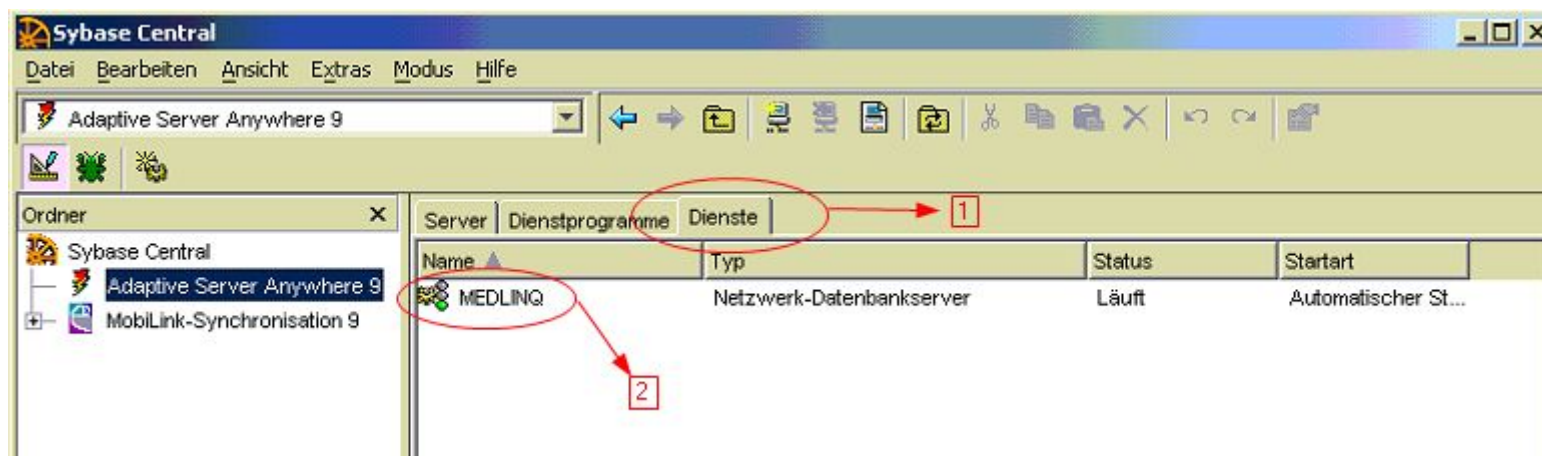 Sybase Central
Datei Bearbeiten Ansicht Extras Modus Hilfe
Adaptive Server Anywhere 9
Ordner
Sybase Central
Adaptive Server Anywhere 9
MobiLink-Synchronisation 9
Server Dienstprogramme Dienste 1
Name Typ Status Startart
MEDLINQ Netzwerk-Datenbankserver Läuft Automatischer St...
2